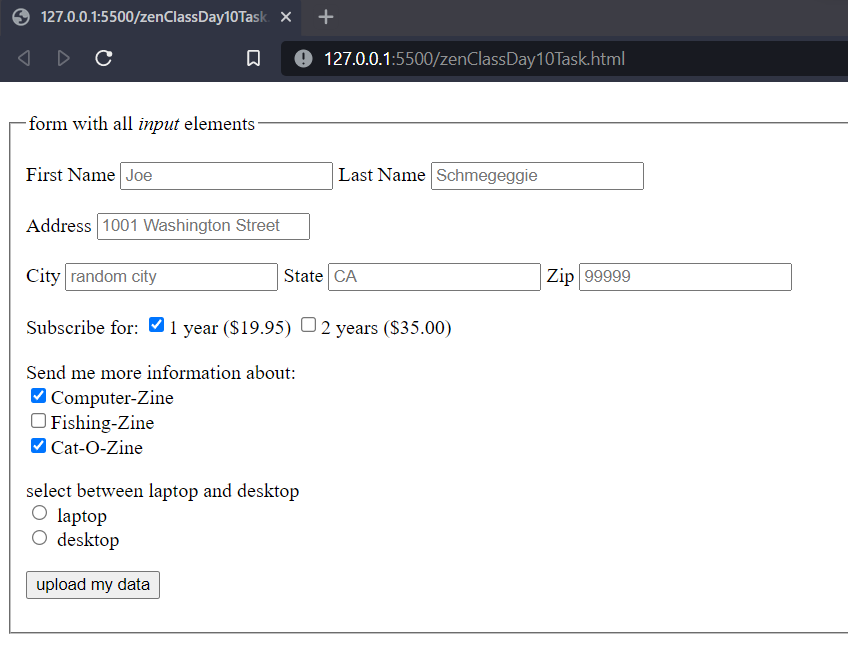 127.0.0.1:5500/zenClassDay10Task
127.0.0.1:5500/zenClassDay10Task.html
form with all input elements
First Name Joe Last Name Schmegeggie
Address 1001 Washington Street
City random city State CA Zip 99999
Subscribe for: 1 year ($19.95) 2 years ($35.00)
Send me more information about:
Computer-Zine
Fishing-Zine
Cat-O-Zine
select between laptop and desktop
laptop
desktop
upload my data